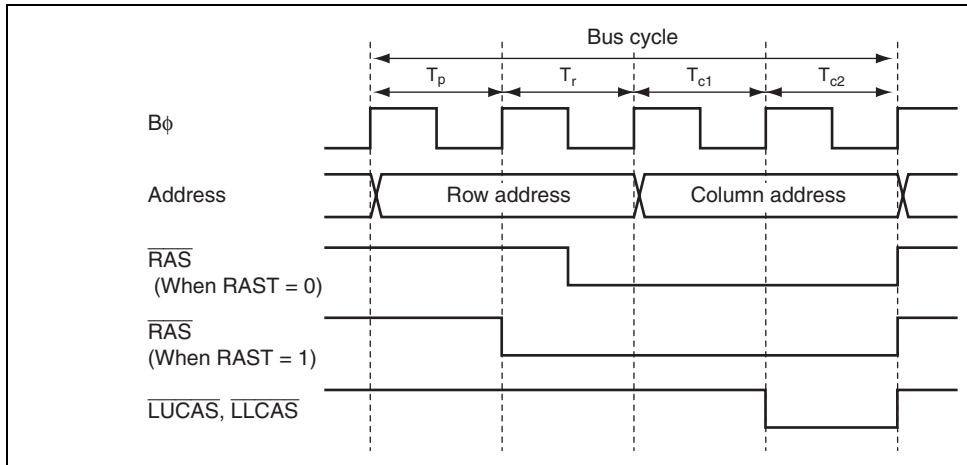 Bus cycle
Tp Tr Tc1 Tc2
Bϕ
Address Row address Column address
RAS
(When RAST = 0)
RAS
(When RAST = 1)
LUCAS, LLCAS